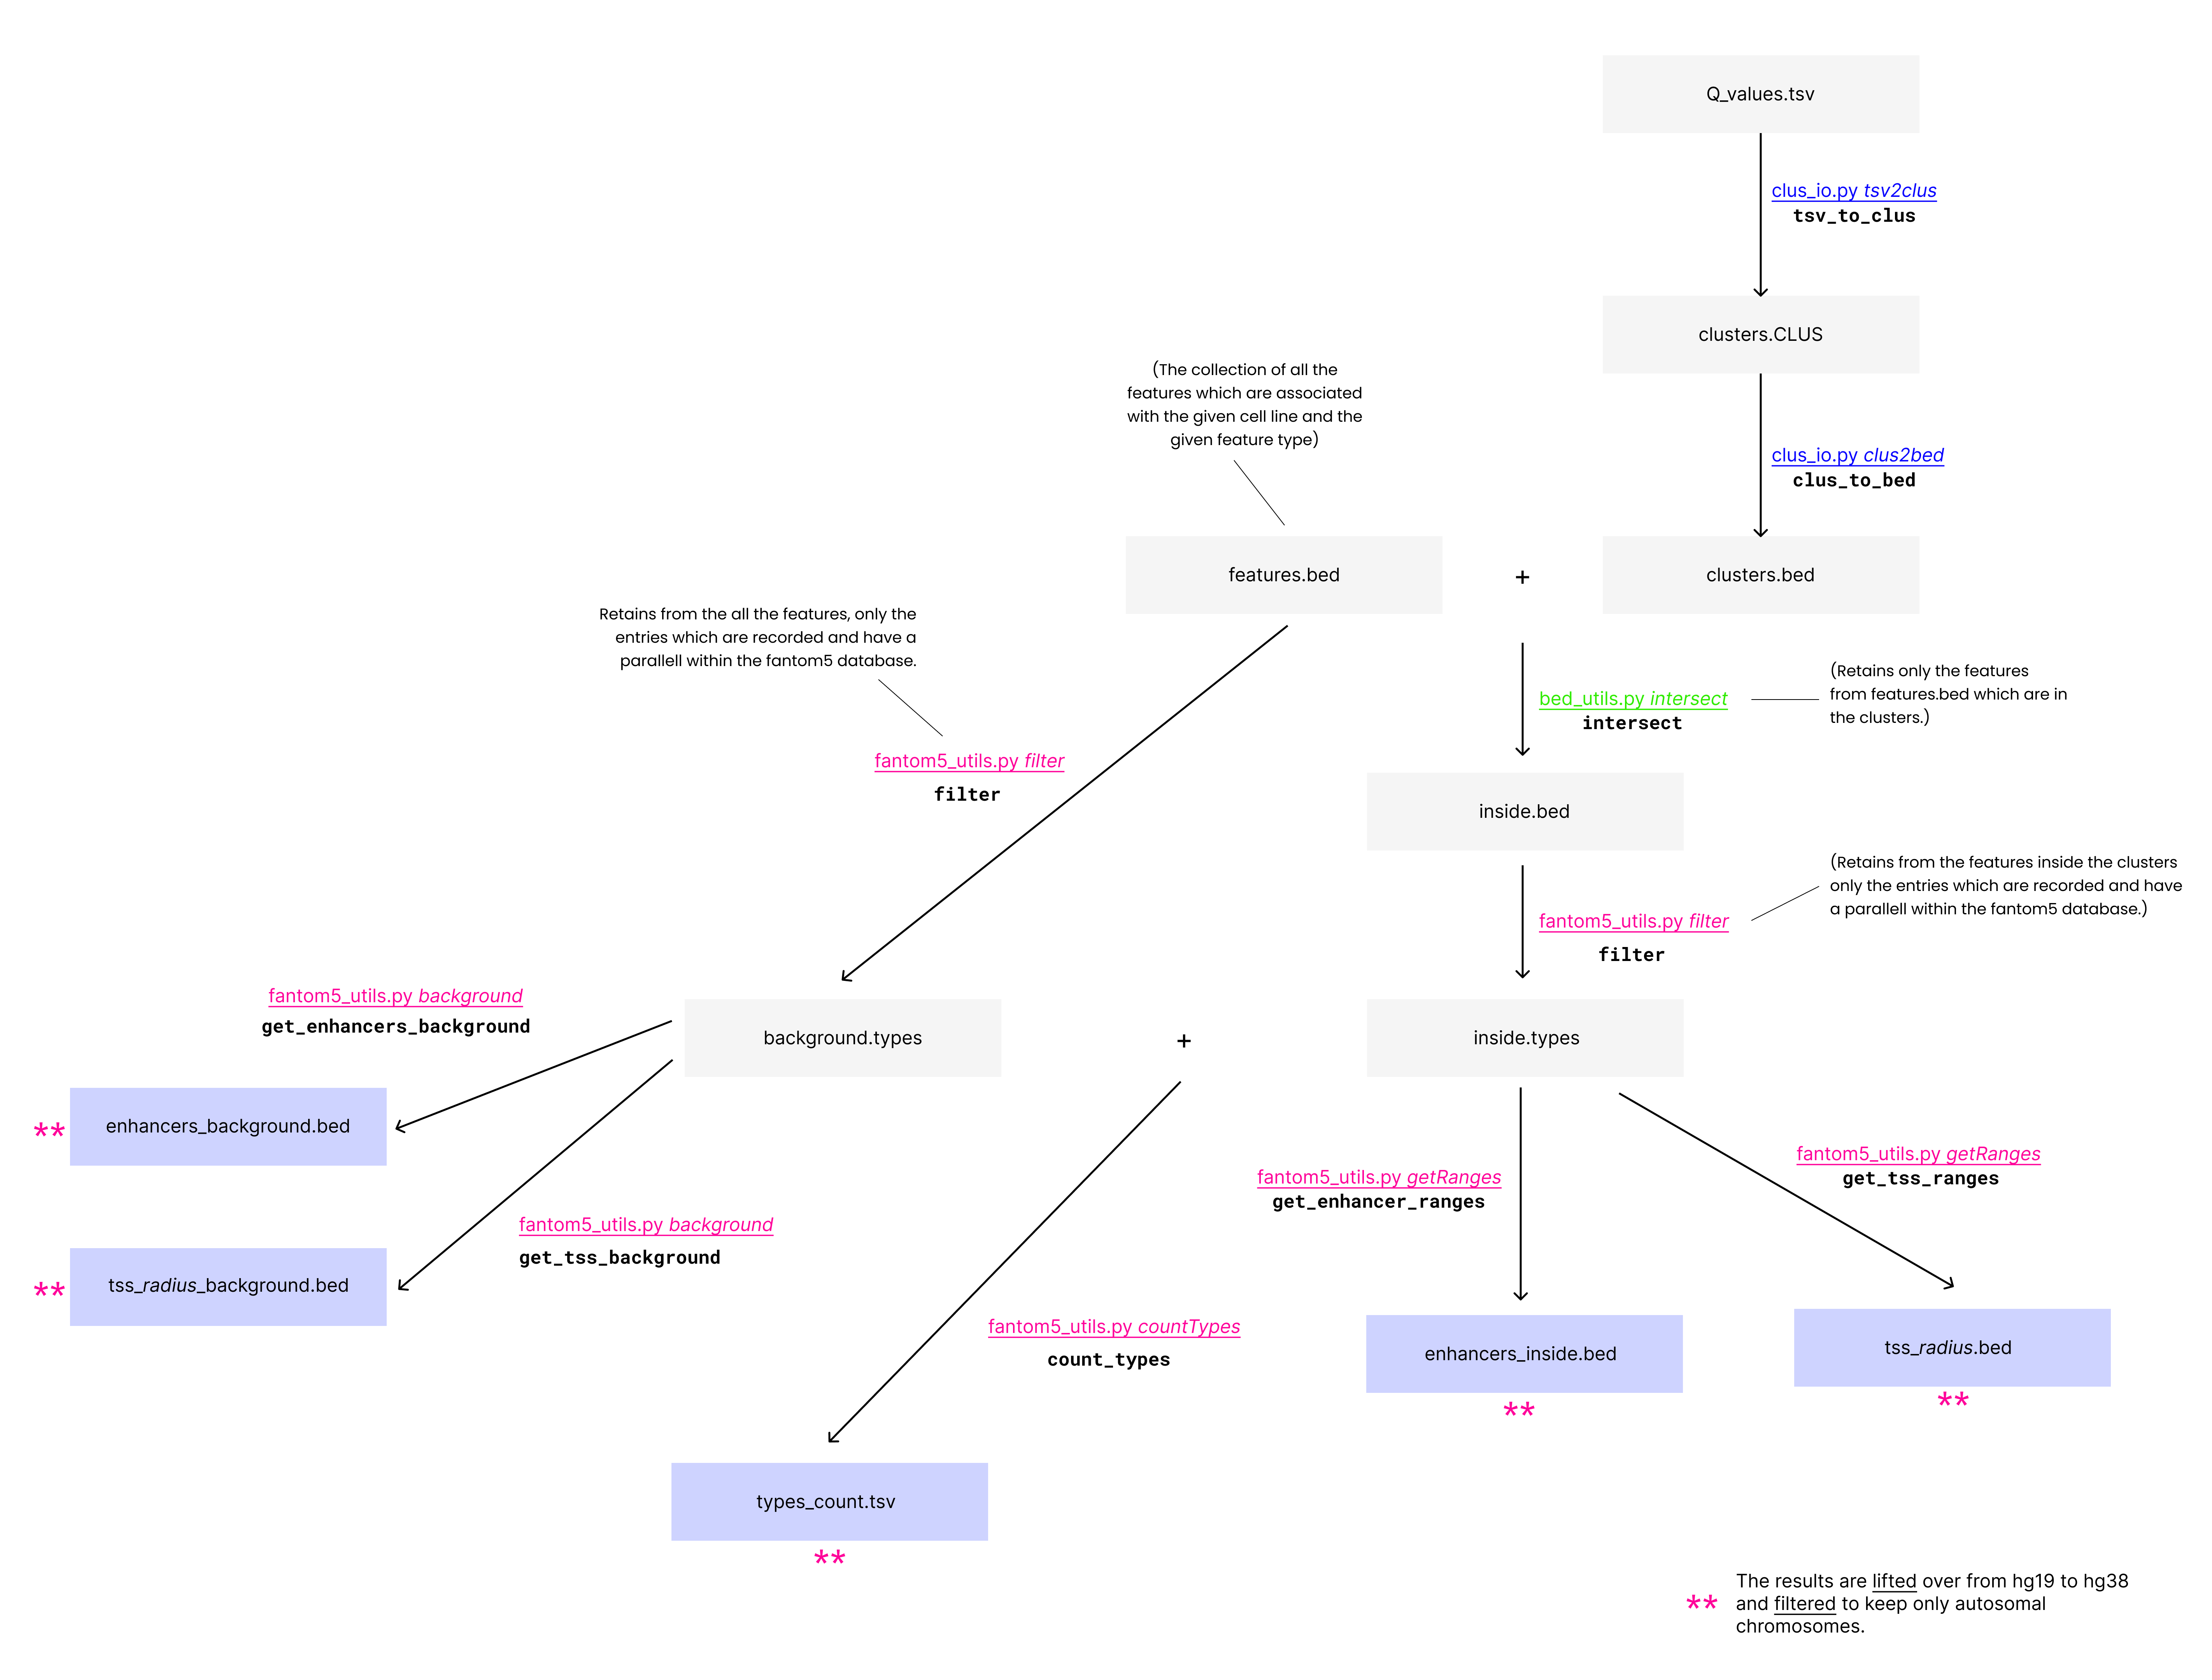 Q_values.tsv
clus_io.py tsv2clus
tsv_to_clus
clusters.CLUS
(The collection of all the
features which are associated
with the given cell line and the
given feature type)
clus_io.py clus2bed
clus_to_bed
features.bed
+
clusters.bed
Retains from the all the features, only the
entries which are recorded and have a
parallell within the fantom5 database.
bed_utils.py intersect
intersect
(Retains only the features
from features.bed which are in
the clusters.)
fantom5_utils.py filter
filter
inside.bed
(Retains from the features inside the clusters
only the entries which are recorded and have
a parallell within the fantom5 database.)
fantom5_utils.py filter
filter
fantom5_utils.py background
get_enhancers_background
background.types
+
inside.types
** enhancers_background.bed
fantom5_utils.py getRanges
get_enhancer_ranges
fantom5_utils.py getRanges
get_tss_ranges
fantom5_utils.py background
get_tss_background
** tss_radius_background.bed
fantom5_utils.py countTypes
count_types
enhancers_inside.bed
**
tss_radius.bed
**
types_count.tsv
**
** The results are lifted over from hg19 to hg38
and filtered to keep only autosomal
chromosomes.